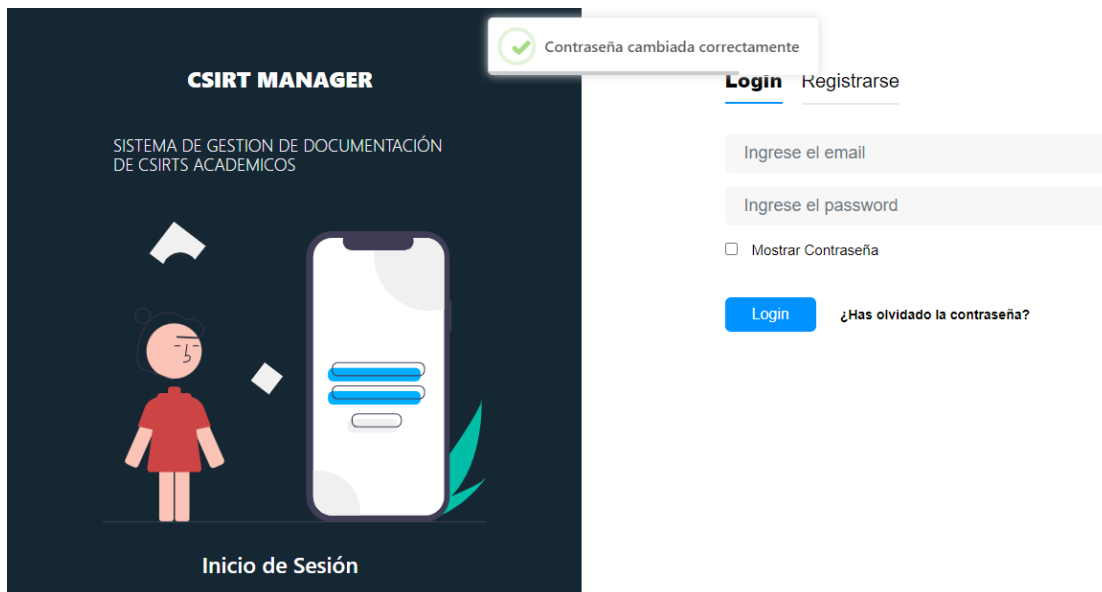 Contraseña cambiada correctamente
CSIRT MANAGER
SISTEMA DE GESTION DE DOCUMENTACIÓN
DE CSIRTS ACADEMICOS
Inicio de Sesión
Login Registrarse
Ingrese el email
Ingrese el password
Mostrar Contraseña
Login ¿Has olvidado la contraseña?